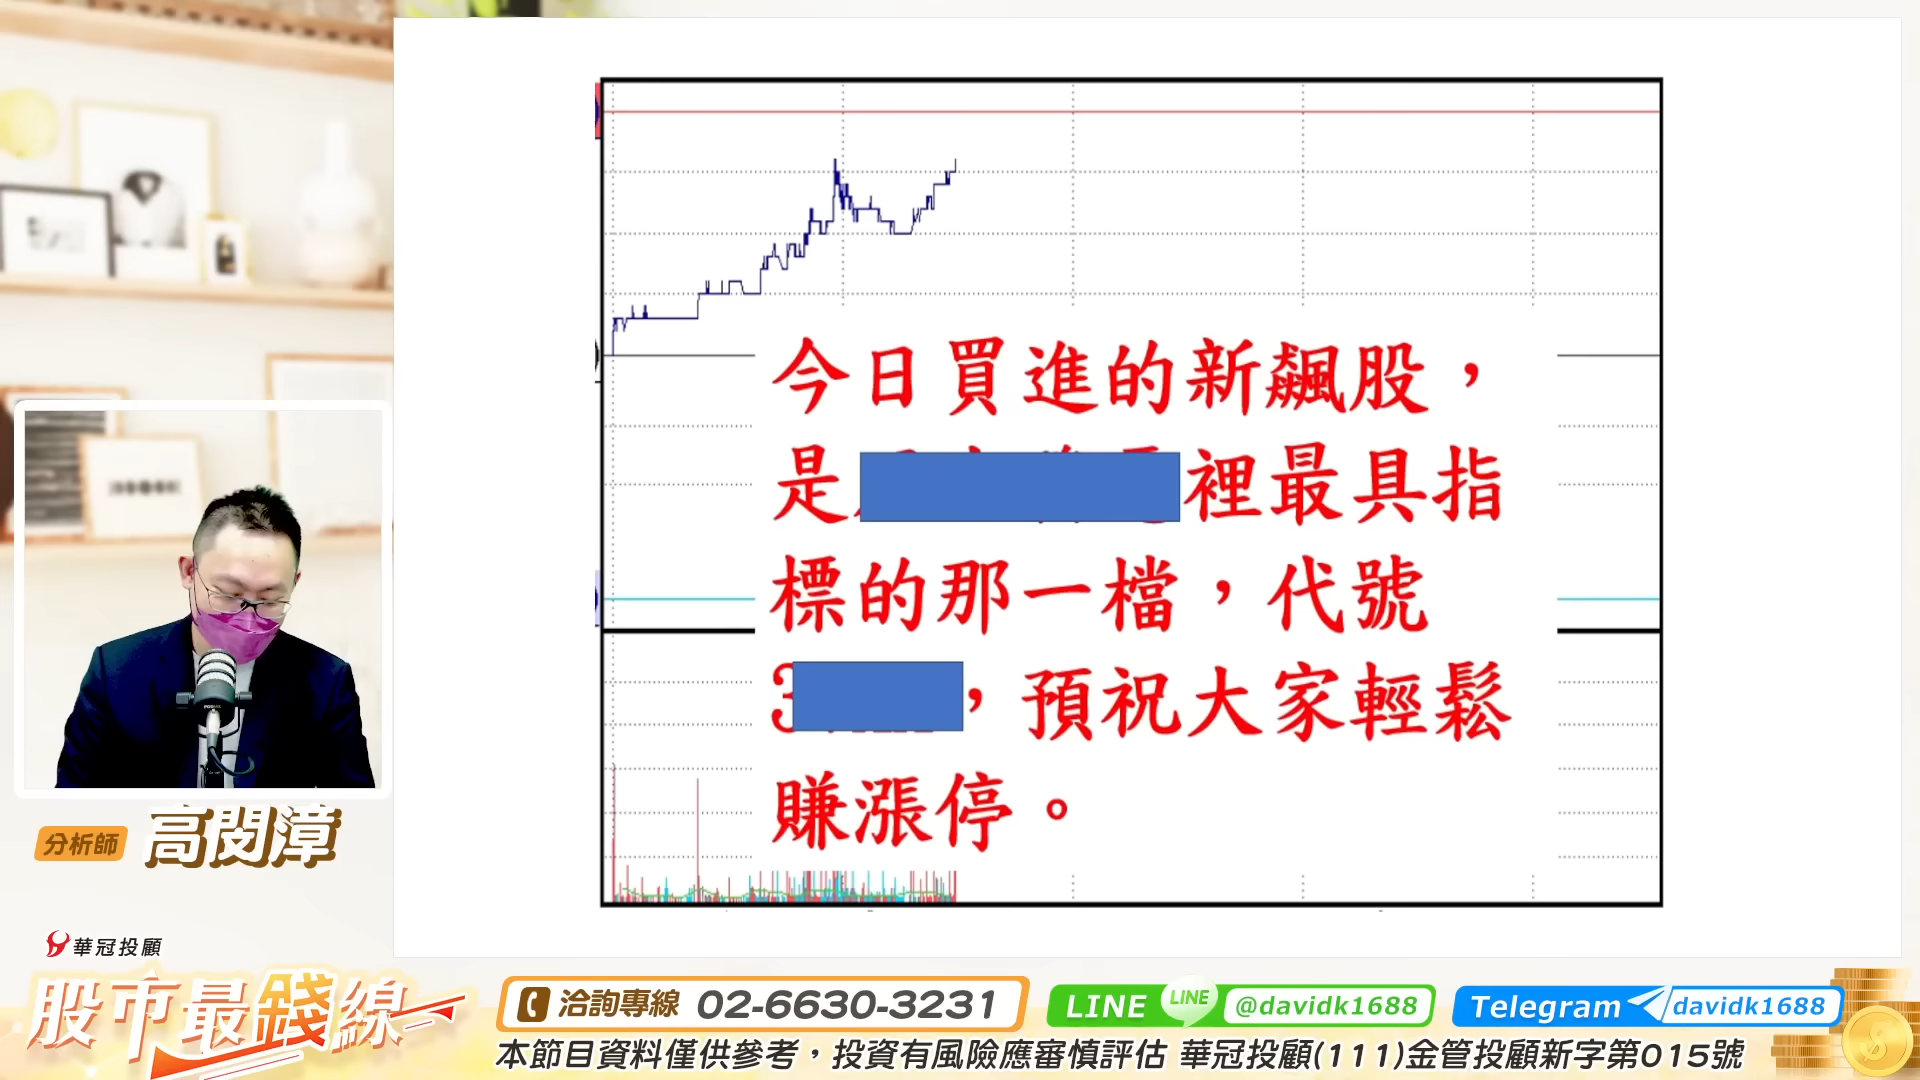 今日買進的新飆股，
是裡最具指
標的那一檔，代號
3，預祝大家輕鬆
賺漲停。
分析師 高閔漳
華冠投顧
股市最錢線
洽詢專線 02-6630-3231
LINE LINE @davidk1688
Telegram davidk1688
本節目資料僅供參考，投資有風險應審慎評估 華冠投顧(111)金管投顧新字第015號